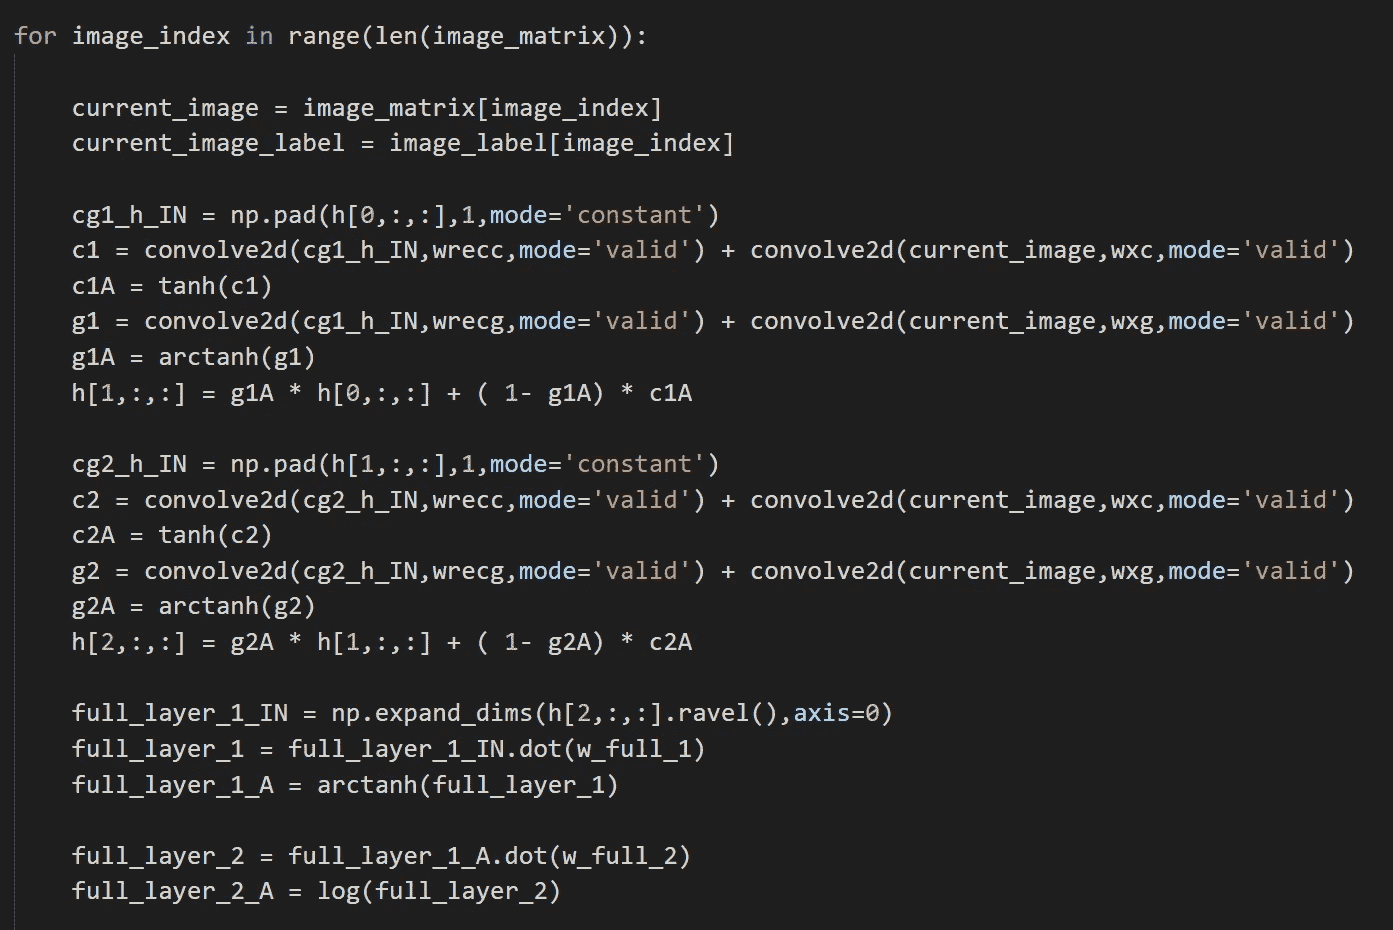 for image_index in range(len(image_matrix)):
current_image = image_matrix[image_index]
current_image_label = image_label[image_index]
cg1_h_IN = np.pad(h[0,:,:],1,mode='constant')
c1 = convolve2d(cg1_h_IN,wrecc,mode='valid') + convolve2d(current_image,wxc,mode='valid')
c1A = tanh(c1)
g1 = convolve2d(cg1_h_IN,wrecg,mode='valid') + convolve2d(current_image,wxg,mode='valid')
g1A = arctanh(g1)
h[1,:,:] = g1A * h[0,:,:] + ( 1- g1A) * c1A
cg2_h_IN = np.pad(h[1,:,:],1,mode='constant')
c2 = convolve2d(cg2_h_IN,wrecc,mode='valid') + convolve2d(current_image,wxc,mode='valid')
c2A = tanh(c2)
g2 = convolve2d(cg2_h_IN,wrecg,mode='valid') + convolve2d(current_image,wxg,mode='valid')
g2A = arctanh(g2)
h[2,:,:] = g2A * h[1,:,:] + ( 1- g2A) * c2A
full_layer_1_IN = np.expand_dims(h[2,:,:].ravel(),axis=0)
full_layer_1 = full_layer_1_IN.dot(w_full_1)
full_layer_1_A = arctanh(full_layer_1)
full_layer_2 = full_layer_1_A.dot(w_full_2)
full_layer_2_A = log(full_layer_2)